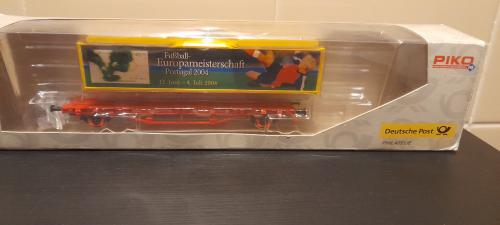 Fußball-
Europameisterschaft
Portugal 2004
12. Juni - 4. Juli 2004
PIKO
Deutsche Post
PHILATELIE